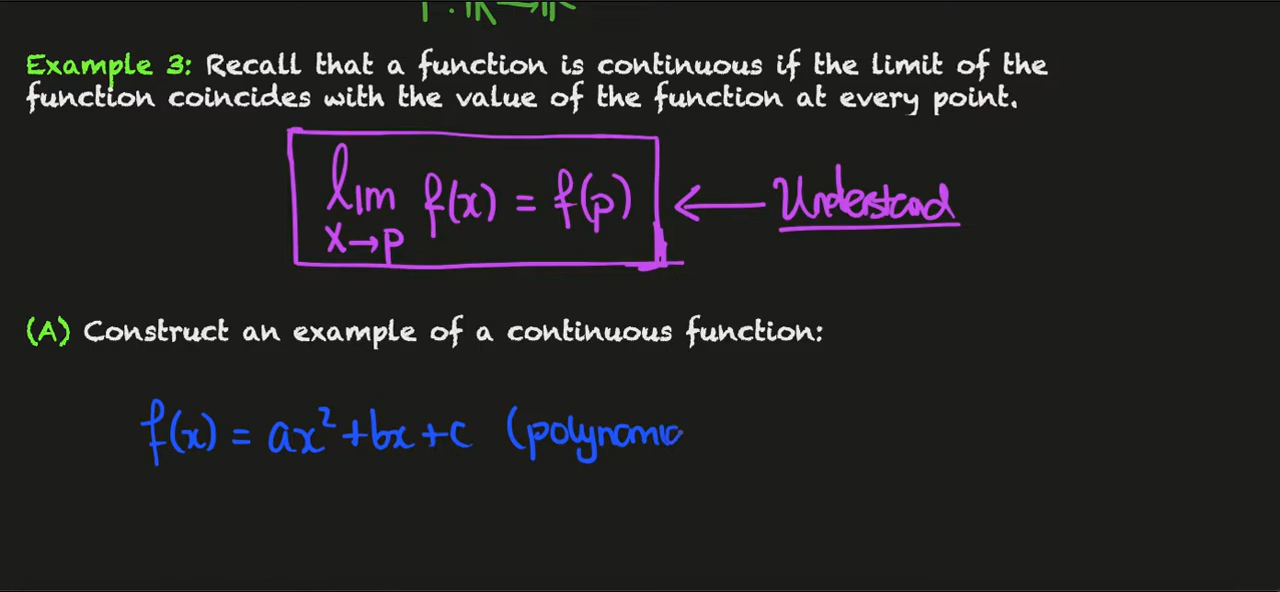 f: ℝ→ℝ
Example 3: Recall that a function is continuous if the limit of the
function coincides with the value of the function at every point.
lim x→p f(x) = f(p) ← Understand
(A) Construct an example of a continuous function:
f(x) = ax² + bx + c (polynomia